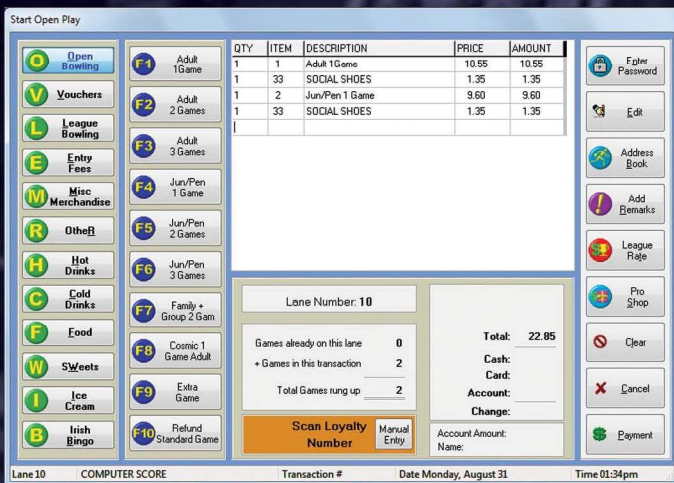 Start Open Play
O Open
Bowling
V Vouchers
L League
Bowling
E Entry
Fees
M Misc
Merchandise
R OtheR
H Hot
Drinks
C Cold
Drinks
F Food
W SWeets
I Ice
Cream
B Irish
Bingo
F1 Adult
1Game
F2 Adult
2 Games
F3 Adult
3 Games
F4 Jun/Pen
1 Game
F5 Jun/Pen
2 Games
F6 Jun/Pen
3 Games
F7 Family +
Group 2 Gam
F8 Cosmic 1
Game Adult
F9 Extra
Game
F10 Refund
Standard Game
QTY ITEM DESCRIPTION PRICE AMOUNT
1 1 Adult 1Game 10.55 10.55
1 33 SOCIAL SHOES 1.35 1.35
1 2 Jun/Pen 1 Game 9.60 9.60
1 33 SOCIAL SHOES 1.35 1.35
Lane Number: 10
Games already on this lane 0
+ Games in this transaction 2
Total Games rung up 2
Scan Loyalty
Number
Manual
Entry
Total: 22.85
Cash:
Card:
Account:
Change:
Account Amount:
Name:
Enter
Password
Edit
Address
Book
Add
Remarks
League
Rate
Pro
Shop
Clear
Cancel
Payment
Lane 10 COMPUTER SCORE Transaction # Date Monday, August 31 Time 01:34pm